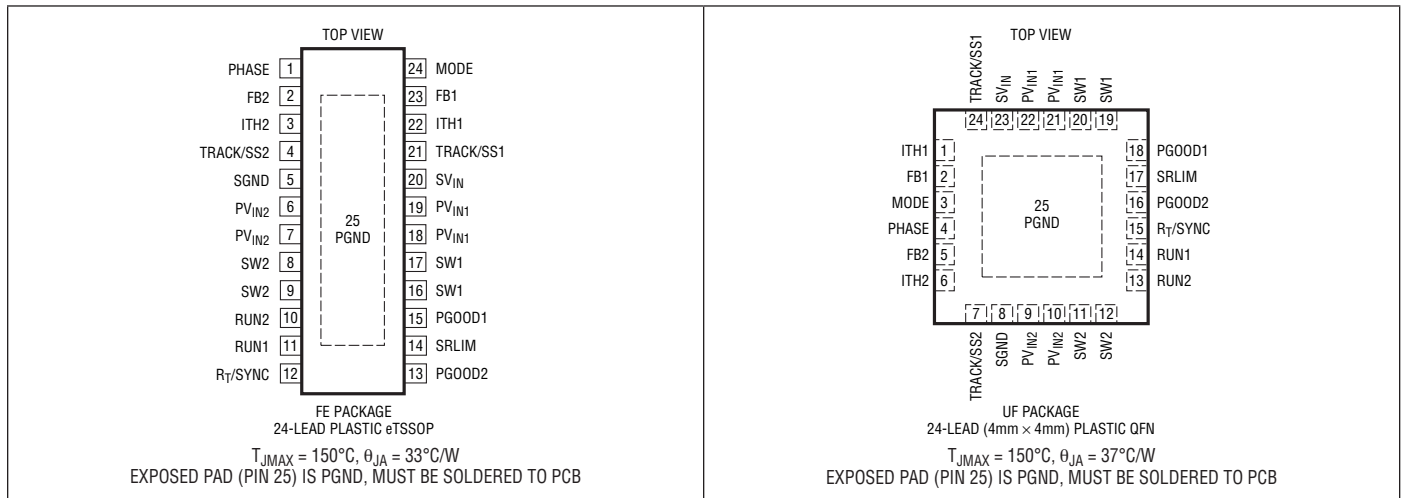 TOP VIEW
PHASE 1
FB2 2
ITH2 3
TRACK/SS2 4
SGND 5
PVIN2 6
PVIN2 7
SW2 8
SW2 9
RUN2 10
RUN1 11
RT/SYNC 12
25
PGND
24 MODE
23 FB1
22 ITH1
21 TRACK/SS1
20 SVIN
19 PVIN1
18 PVIN1
17 SW1
16 SW1
15 PGOOD1
14 SRLIM
13 PGOOD2
FE PACKAGE
24-LEAD PLASTIC eTSSOP
TJMAX = 150°C, θJA = 33°C/W
EXPOSED PAD (PIN 25) IS PGND, MUST BE SOLDERED TO PCB
TOP VIEW
TRACK/SS1 SVIN PVIN1 PVIN1 SW1 SW1
24 23 22 21 20 19
ITH1 1
FB1 2
MODE 3
PHASE 4
FB2 5
ITH2 6
25
PGND
18 PGOOD1
17 SRLIM
16 PGOOD2
15 RT/SYNC
14 RUN1
13 RUN2
7 8 9 10 11 12
TRACK/SS2 SGND PVIN2 PVIN2 SW2 SW2
UF PACKAGE
24-LEAD (4mm × 4mm) PLASTIC QFN
TJMAX = 150°C, θJA = 37°C/W
EXPOSED PAD (PIN 25) IS PGND, MUST BE SOLDERED TO PCB